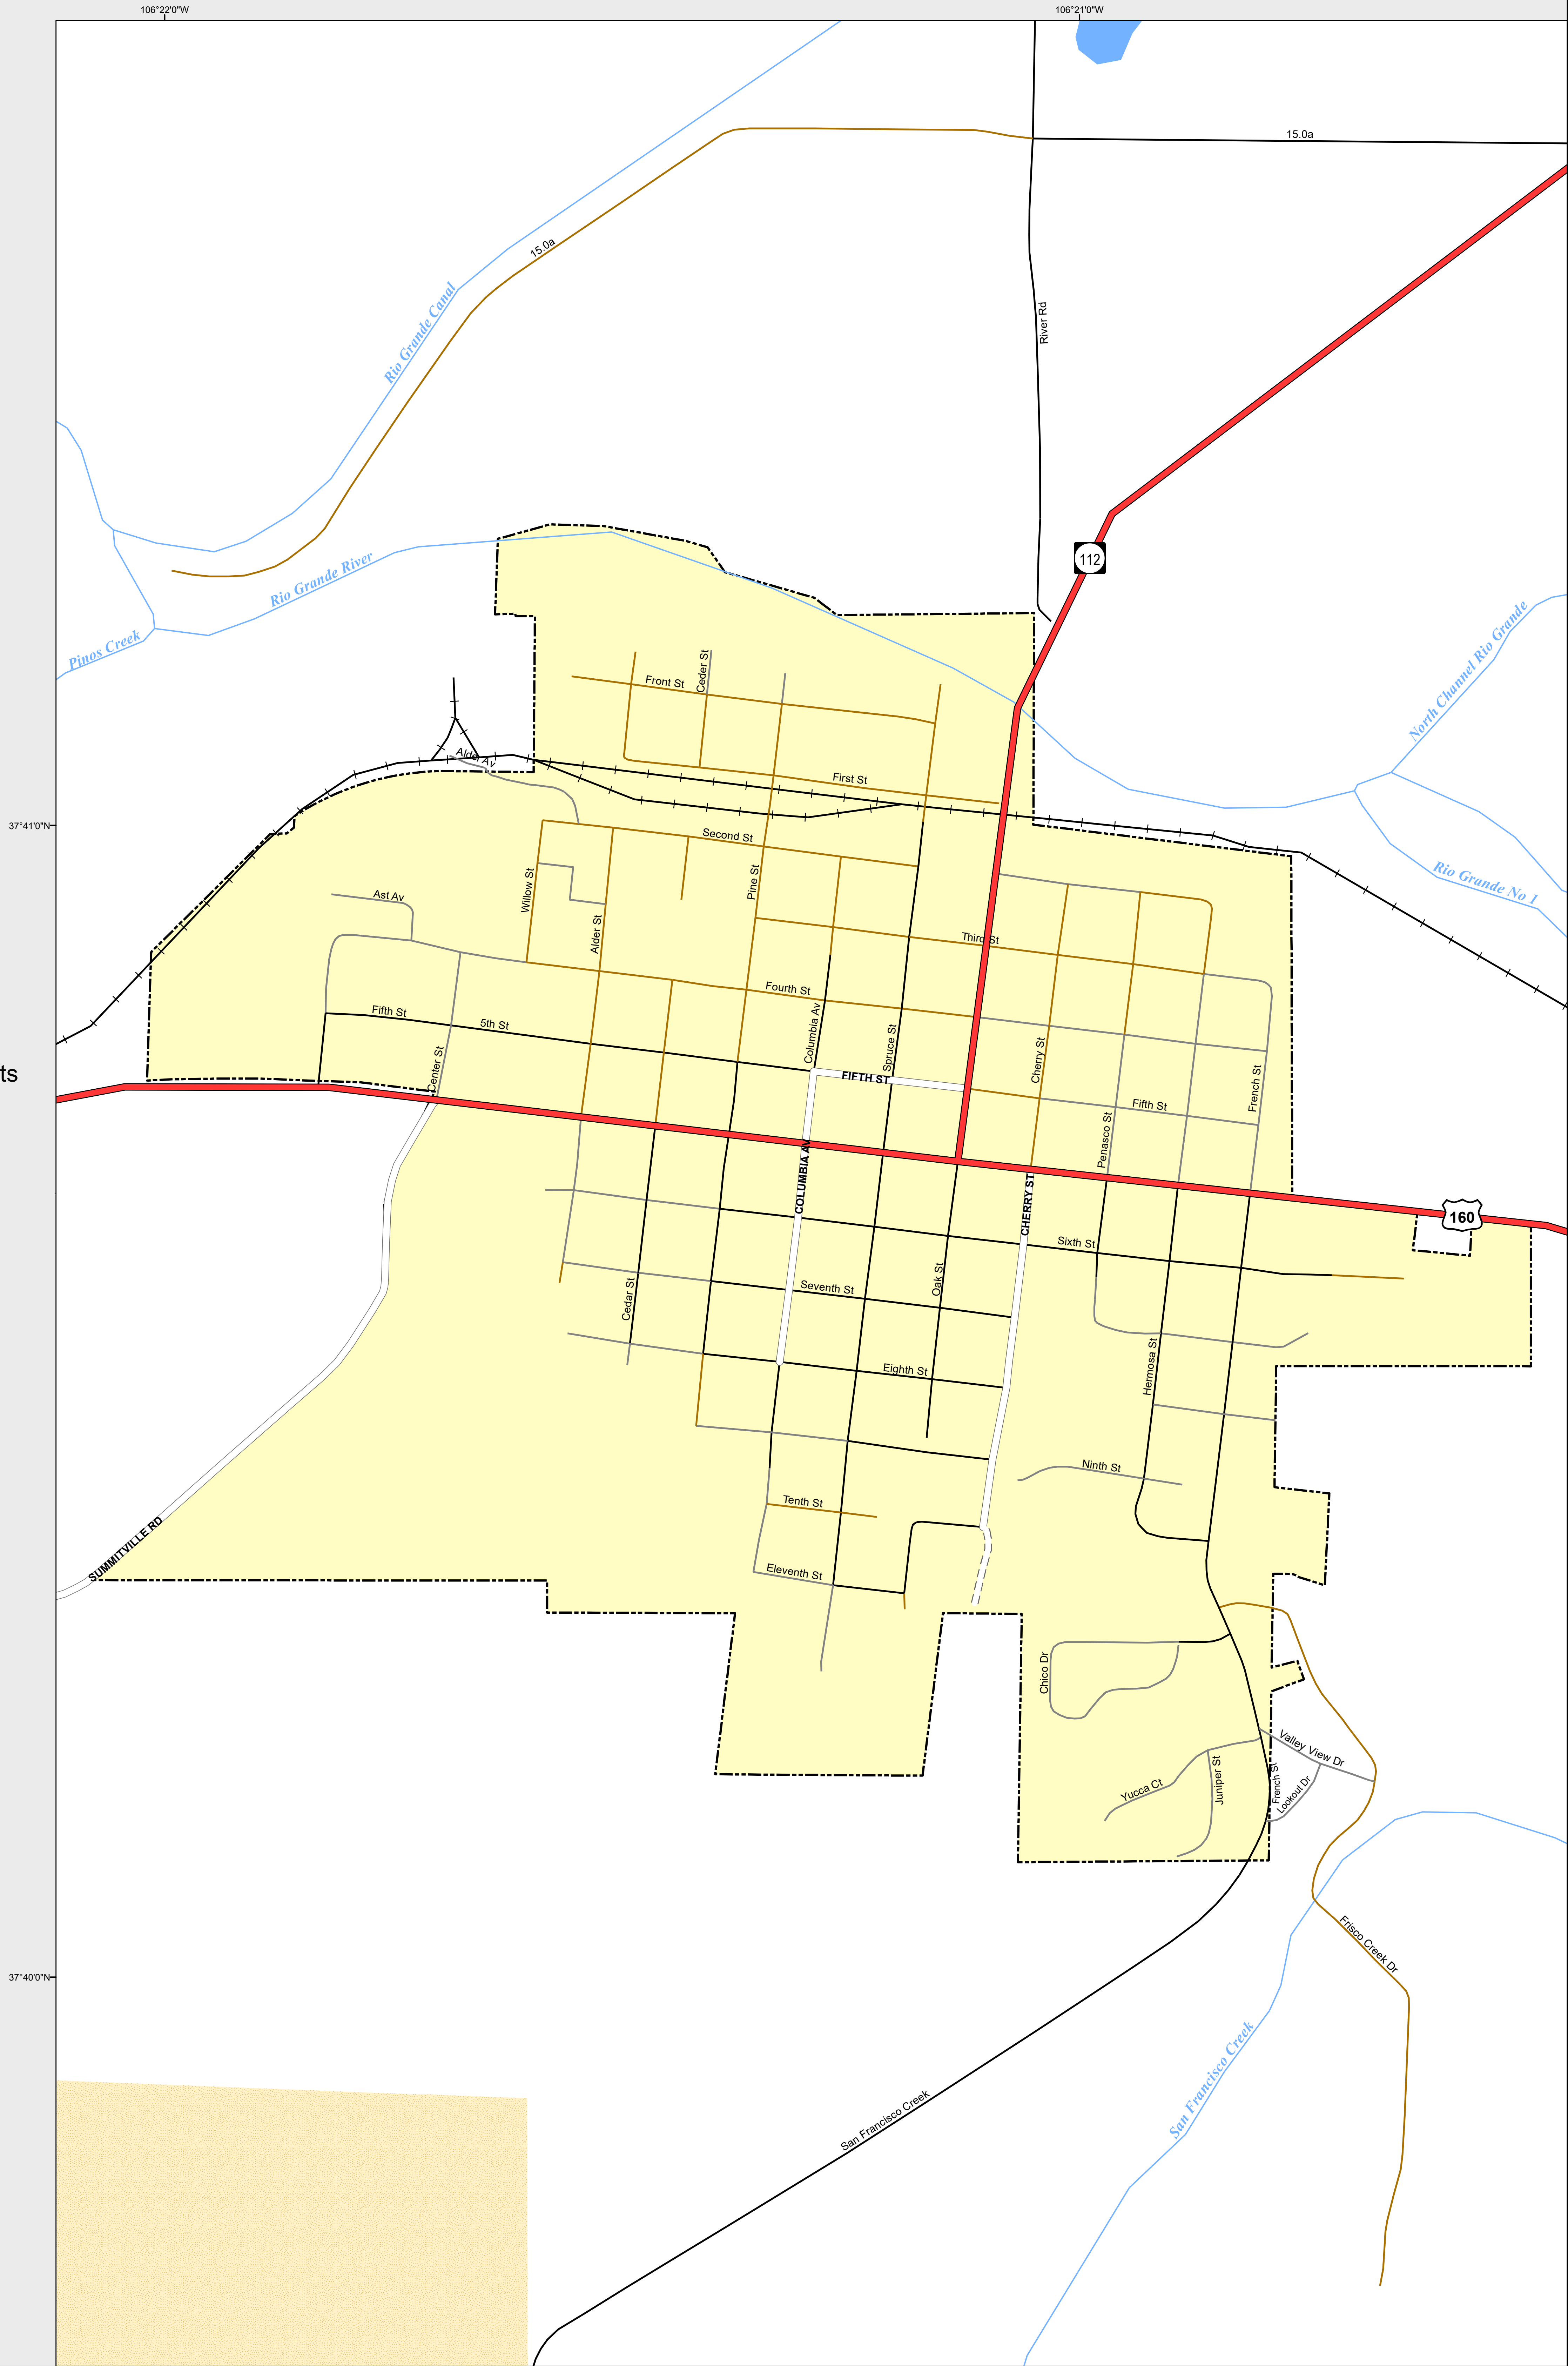 106°22'0"W
106°21'0"W
15.0a
15.0a
Rio Grande Canal
River Rd
112
Rio Grande River
Pinos Creek
North Channel Rio Grande
Ceder St
Front St
Alder Av
First St
37°41'0"N
Second St
Rio Grande No 1
Willow St
Pine St
Ast Av
Alder St
Third St
Fourth St
Fifth St
5th St
Columbia Av
Spruce St
Cherry St
Center St
ts
FIFTH ST
French St
Fifth St
Penasco St
COLUMBIA AV
CHERRY ST
160
Sixth St
Oak St
Seventh St
Cedar St
Hermosa St
Eighth St
Ninth St
Tenth St
SUMMITVILLE RD
Eleventh St
Chico Dr
Valley View Dr
Juniper St
French St
Lookout Dr
Yucca Ct
Frisco Creek Dr
37°40'0"N
San Francisco Creek
San Francisco Creek